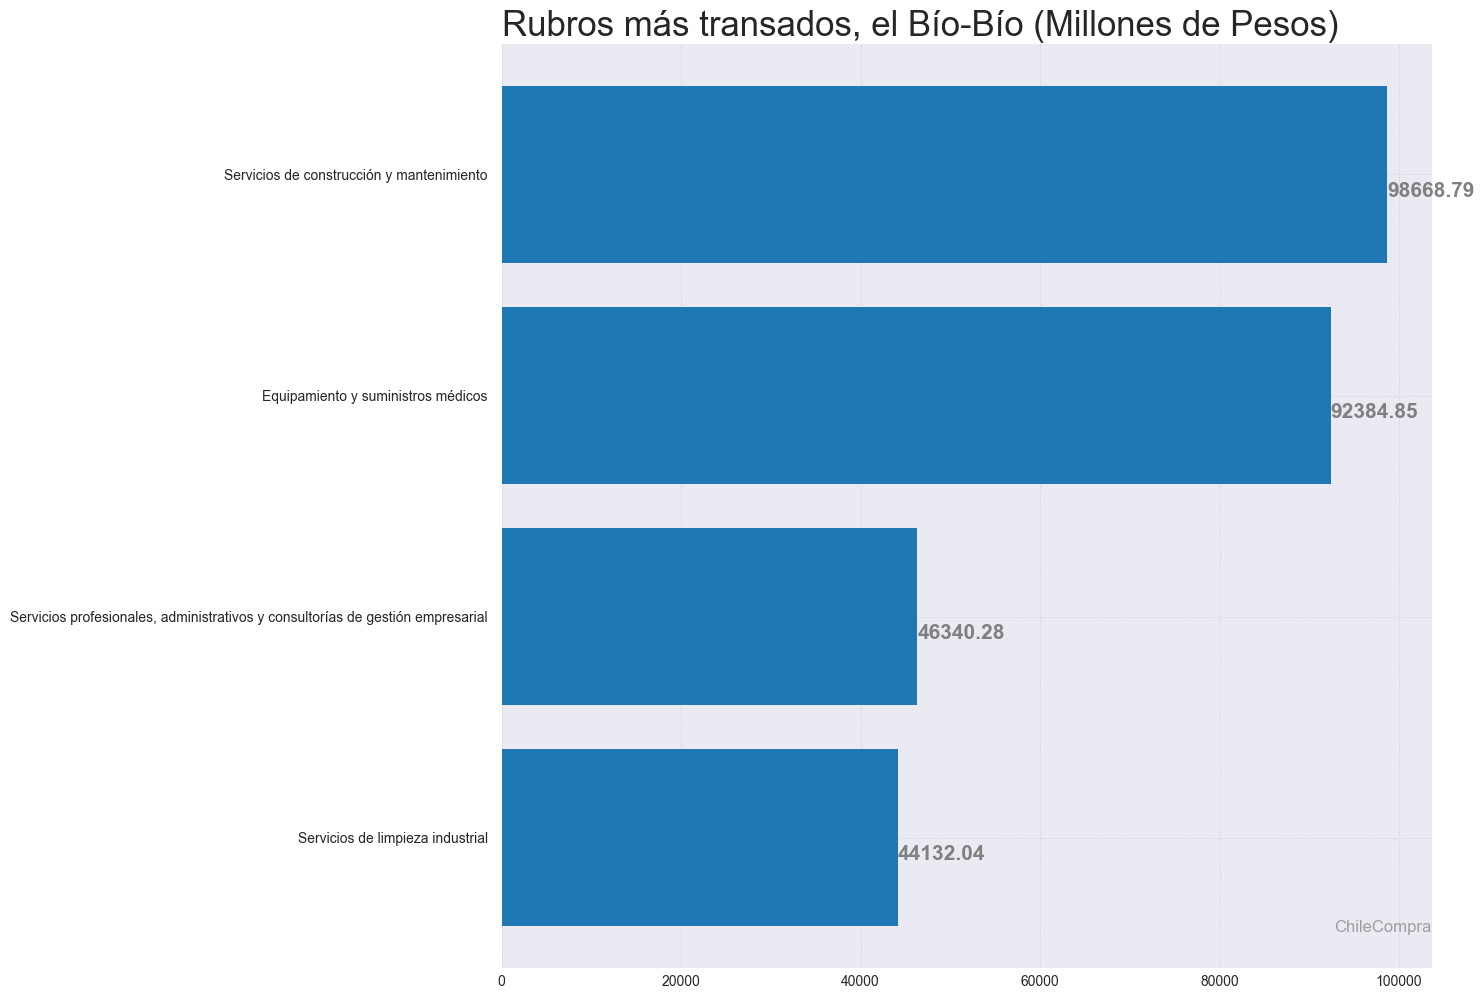 Rubros más transados, el Bío-Bío (Millones de Pesos)
Servicios de construcción y mantenimiento
98668.79
Equipamiento y suministros médicos
92384.85
Servicios profesionales, administrativos y consultorías de gestión empresarial
46340.28
Servicios de limpieza industrial
44132.04
ChileCompra
0 20000 40000 60000 80000 100000